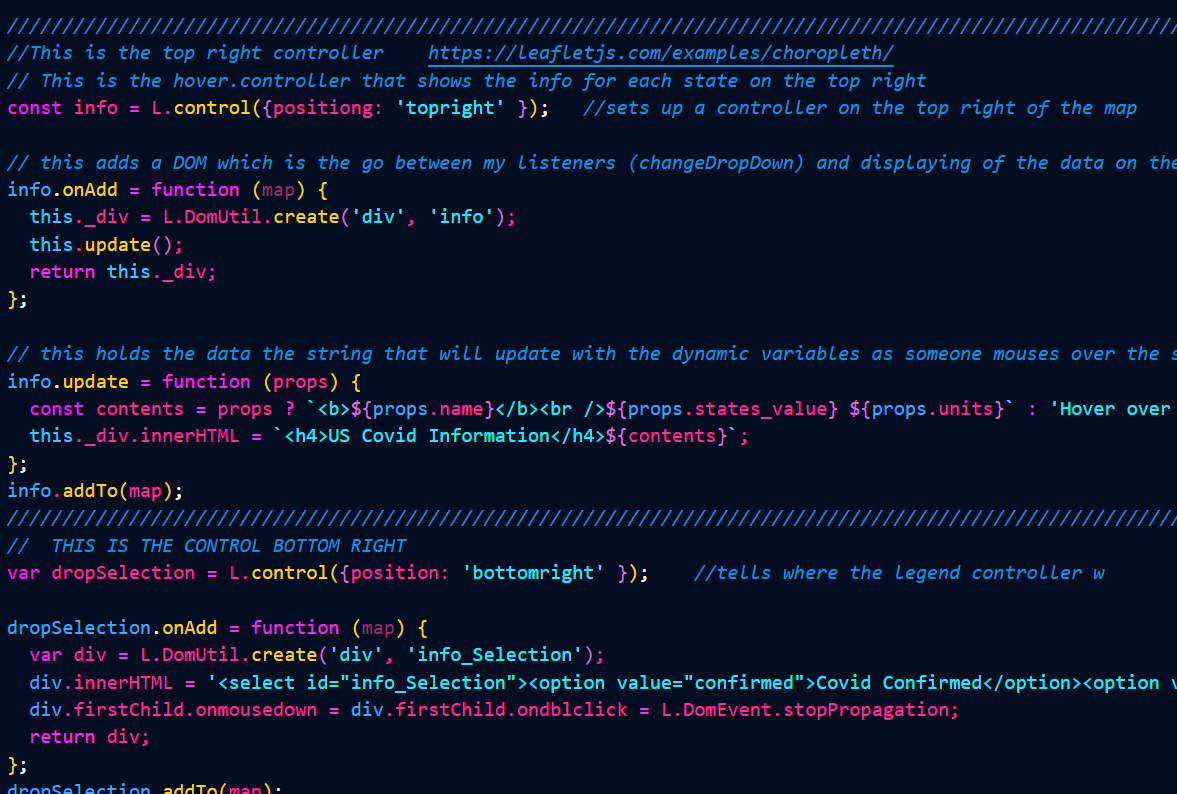 ////////////////////////////////////////////////////////////////////////////////////////////////////////////
//This is the top right controller    https://leafletjs.com/examples/choropleth/
// This is the hover.controller that shows the info for each state on the top right
const info = L.control({positiong: 'topright' });   //sets up a controller on the top right of the map
// this adds a DOM which is the go between my listeners (changeDropDown) and displaying of the data on the
info.onAdd = function (map) {
  this._div = L.DomUtil.create('div', 'info');
  this.update();
  return this._div;
};
// this holds the data the string that will update with the dynamic variables as someone mouses over the s
info.update = function (props) {
  const contents = props ? `<b>${props.name}</b><br />${props.states_value} ${props.units}` : 'Hover over
  this._div.innerHTML = `<h4>US Covid Information</h4>${contents}`;
};
info.addTo(map);
////////////////////////////////////////////////////////////////////////////////////////////////////////////
//  THIS IS THE CONTROL BOTTOM RIGHT
var dropSelection = L.control({position: 'bottomright' });    //tells where the legend controller w
dropSelection.onAdd = function (map) {
  var div = L.DomUtil.create('div', 'info_Selection');
  div.innerHTML = '<select id="info_Selection"><option value="confirmed">Covid Confirmed</option><option v
  div.firstChild.onmousedown = div.firstChild.ondblclick = L.DomEvent.stopPropagation;
  return div;
};
dropSelection.addTo(map);